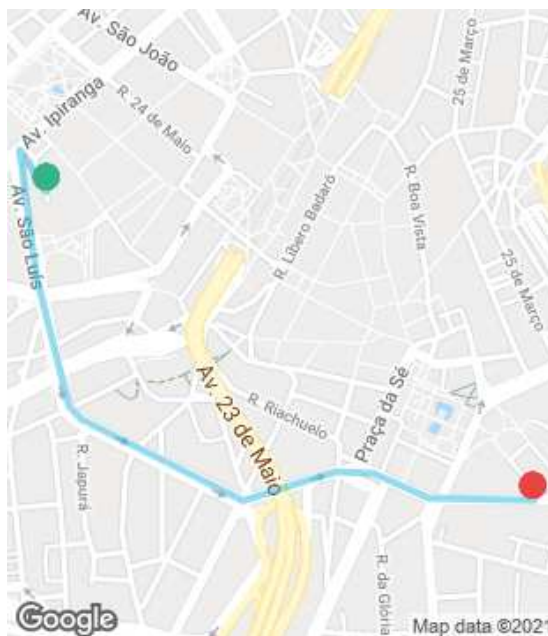 Av. São João
25 de Março
Av. Ipiranga
R. 24 de Maio
Av. São Luís
R. Líbero Badaró
R. Boa Vista
25 de Março
Av. 23 de Maio
Praça da Sé
R. Riachuelo
R. Japurá
R. da Glória
Google
Map data ©202